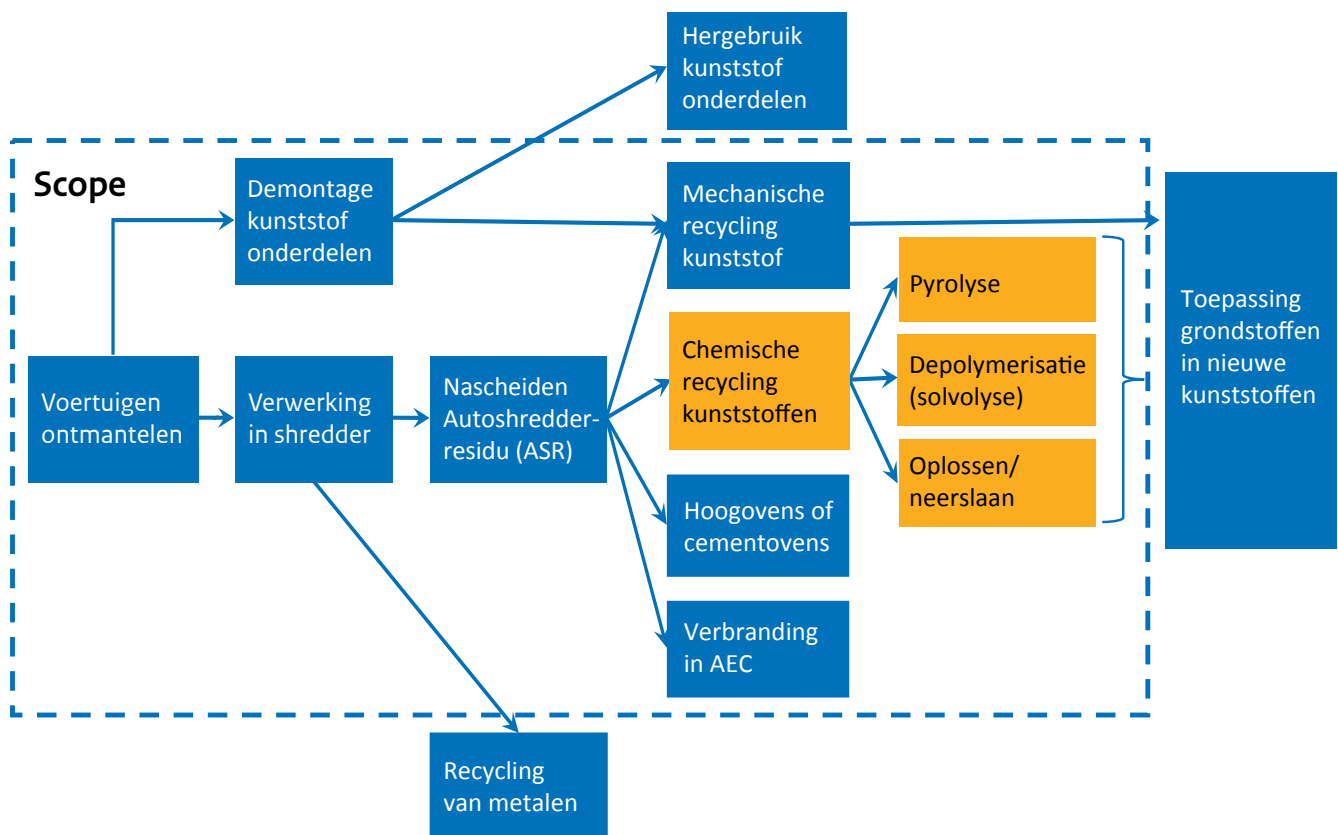 Hergebruik
kunststof
onderdelen
Scope
Demontage
kunststof
onderdelen
Mechanische
recycling
kunststof
Pyrolyse
Toepassing
grondstoffen
in nieuwe
kunststoffen
Voertuigen
ontmantelen
Verwerking
in shredder
Nascheiden
Autoshredder-
residu (ASR)
Chemische
recycling
kunststoffen
Depolymerisatie
(solvolyse)
Oplossen/
neerslaan
Hoogovens of
cementovens
Verbranding
in AEC
Recycling
van metalen